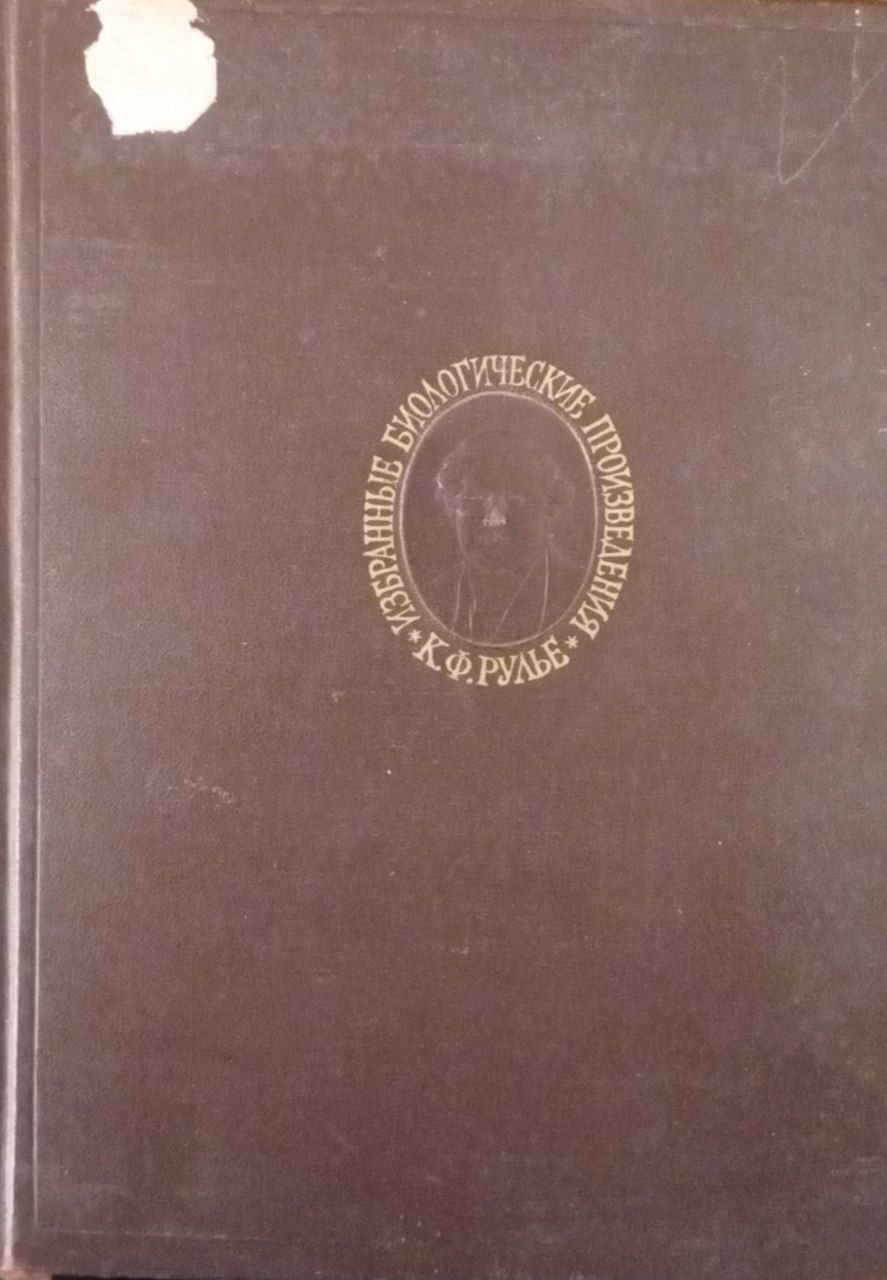 ИЗБРАННЫЕ БИОЛОГИЧЕСКИЕ ПРОИЗВЕДЕНИЯ
* К. Ф. РУЛЬЕ *